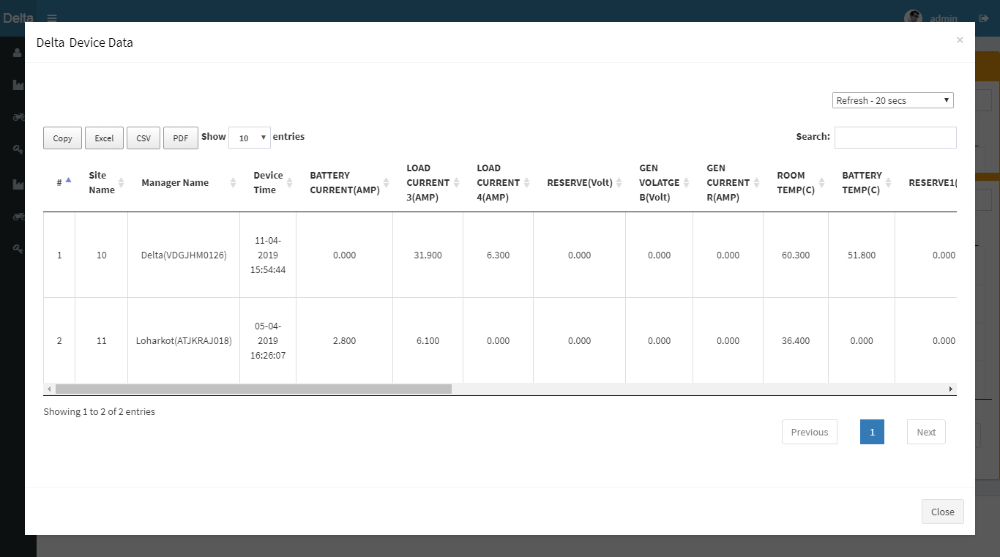 Delta
admin
Delta Device Data
×
Refresh - 20 secs
Copy Excel CSV PDF Show 10 entries Search:
# Site Name Manager Name Device Time BATTERY CURRENT(AMP) LOAD CURRENT 3(AMP) LOAD CURRENT 4(AMP) RESERVE(Volt) GEN VOLATGE B(Volt) GEN CURRENT R(AMP) ROOM TEMP(C) BATTERY TEMP(C) RESERVE1(
1 10 Delta(VDGJHM0126) 11-04-2019 15:54:44 0.000 31.900 6.300 0.000 0.000 0.000 60.300 51.800 0.000
2 11 Loharkot(ATJKRAJ018) 05-04-2019 16:26:07 2.800 6.100 0.000 0.000 0.000 0.000 36.400 0.000 0.000
Showing 1 to 2 of 2 entries
Previous 1 Next
Close